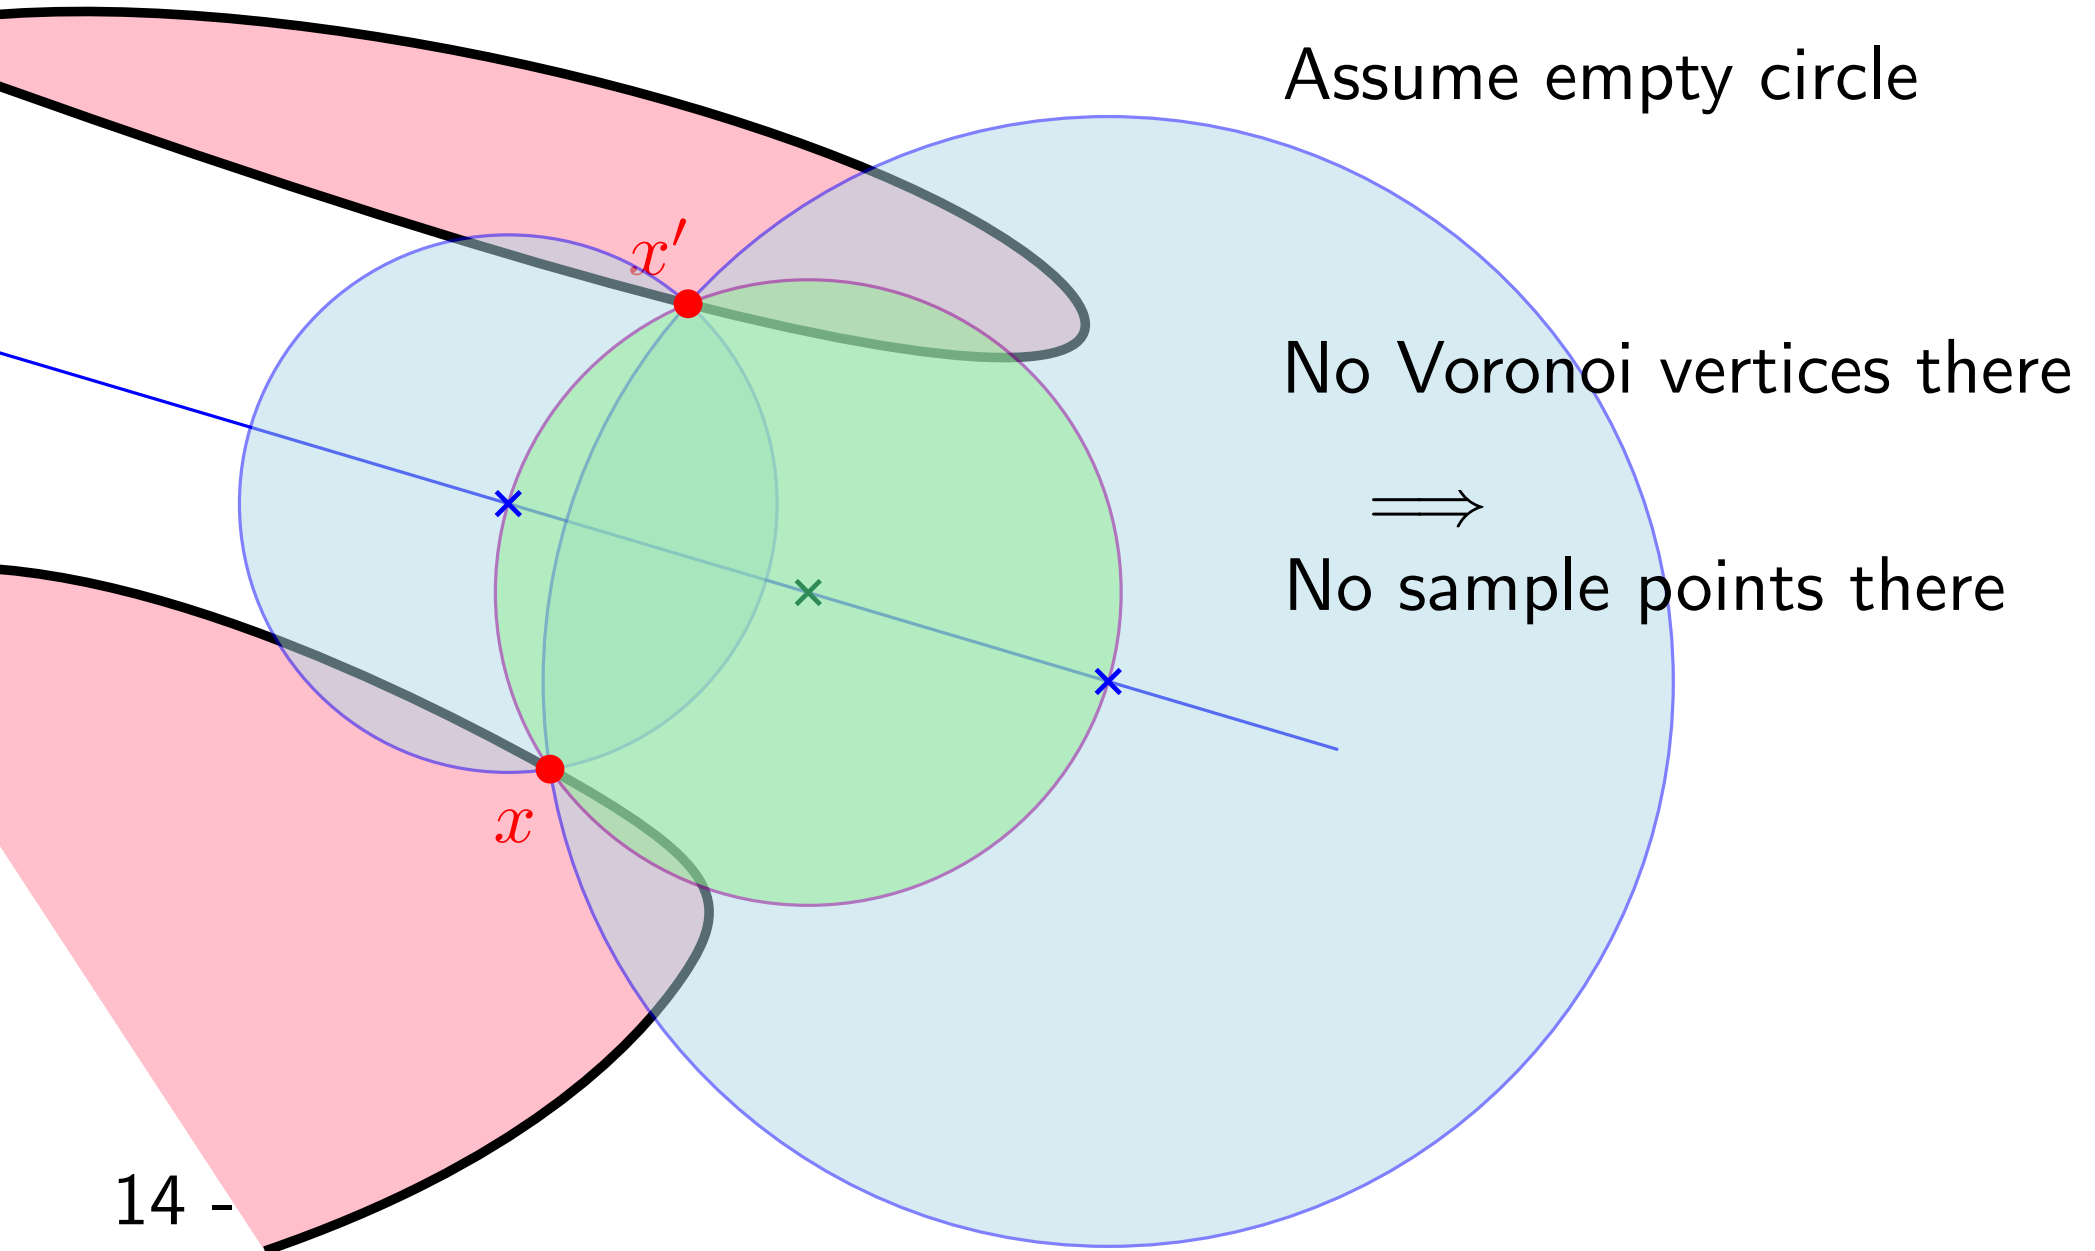 Assume empty circle
x′
No Voronoi vertices there
⟹
No sample points there
x
14 -